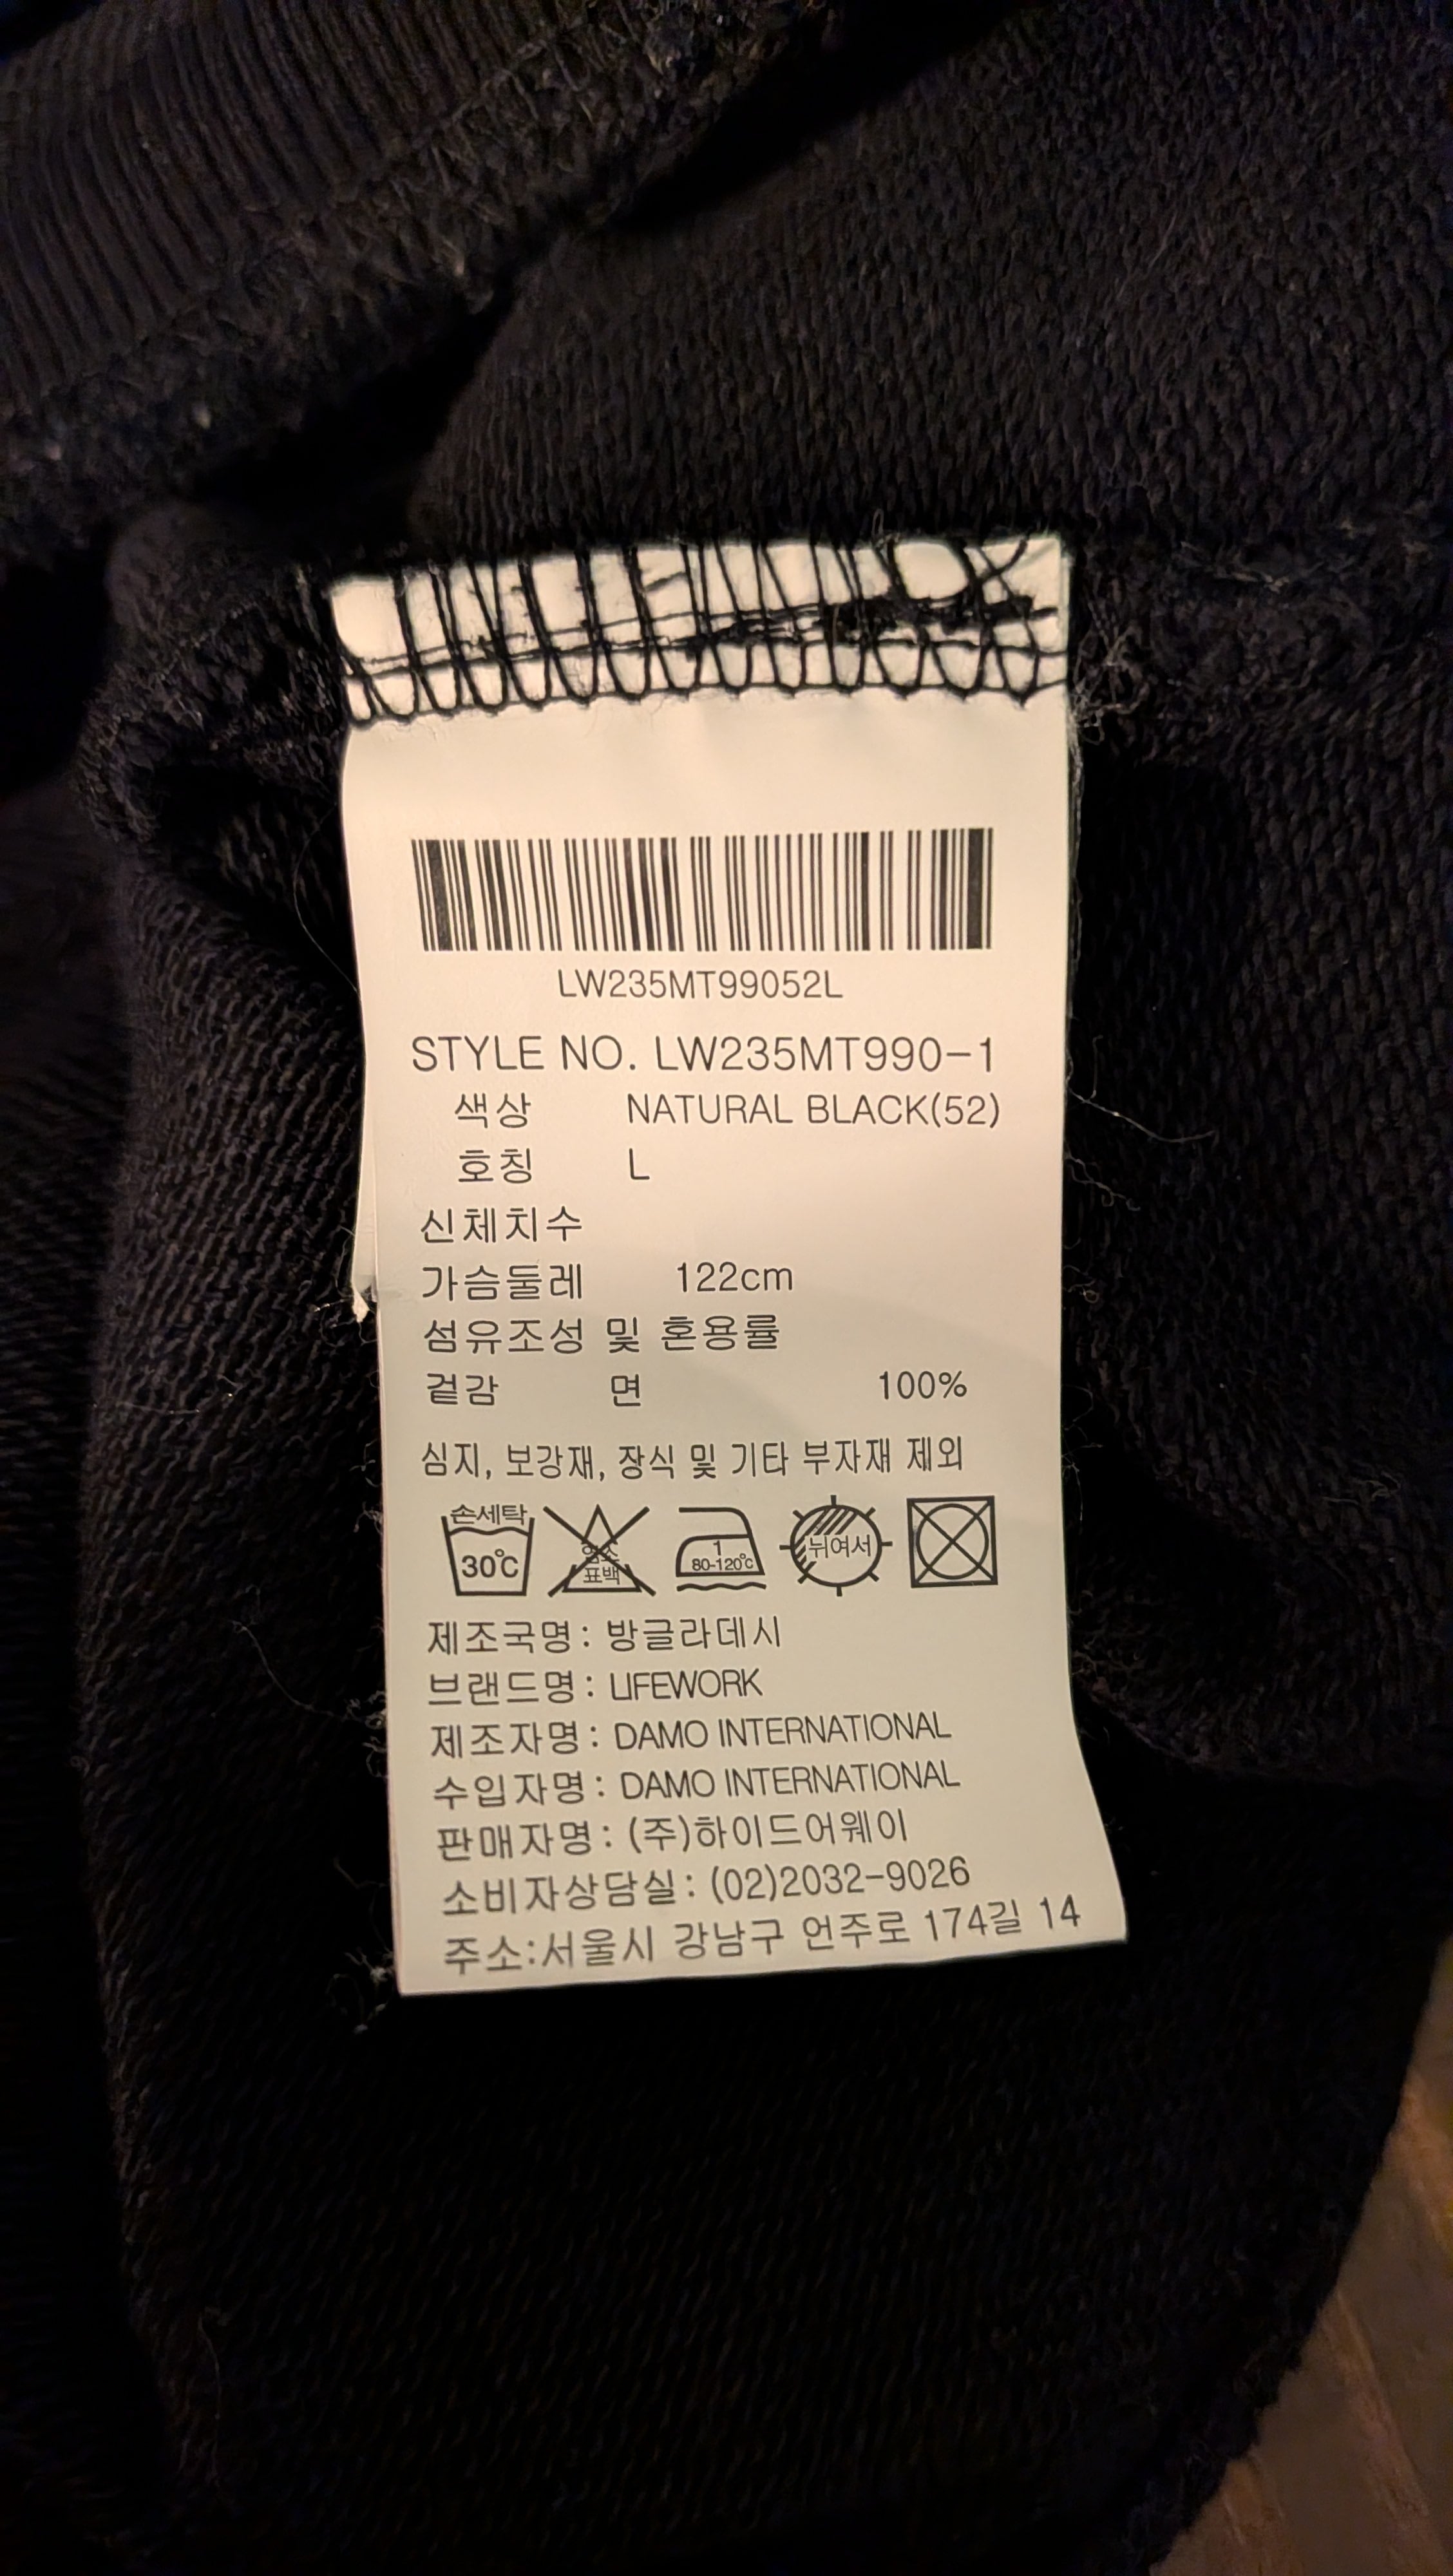 LW235MT99052L
STYLE NO. LW235MT990-1
색상 NATURAL BLACK(52)
호칭 L
신체치수
가슴둘레 122cm
섬유조성 및 혼용률
겉감 면 100%
심지, 보강재, 장식 및 기타 부자재 제외
손세탁
30℃
염소
표백
1
80-120℃
뉘여서
제조국명: 방글라데시
브랜드명: LIFEWORK
제조자명: DAMO INTERNATIONAL
수입자명: DAMO INTERNATIONAL
판매자명: (주)하이드어웨이
소비자상담실: (02)2032-9026
주소:서울시 강남구 언주로 174길 14